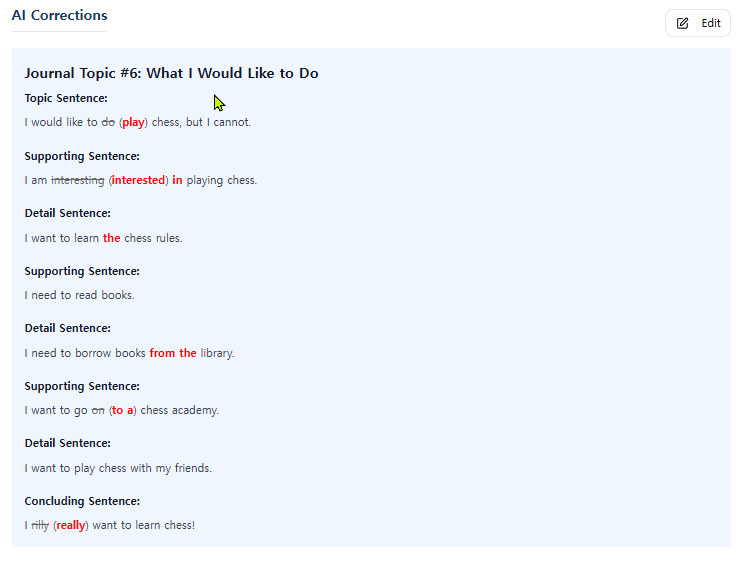 AI Corrections
Edit
Journal Topic #6: What I Would Like to Do
Topic Sentence:
I would like to do (play) chess, but I cannot.
Supporting Sentence:
I am interesting (interested) in playing chess.
Detail Sentence:
I want to learn the chess rules.
Supporting Sentence:
I need to read books.
Detail Sentence:
I need to borrow books from the library.
Supporting Sentence:
I want to go on (to a) chess academy.
Detail Sentence:
I want to play chess with my friends.
Concluding Sentence:
I rilly (really) want to learn chess!